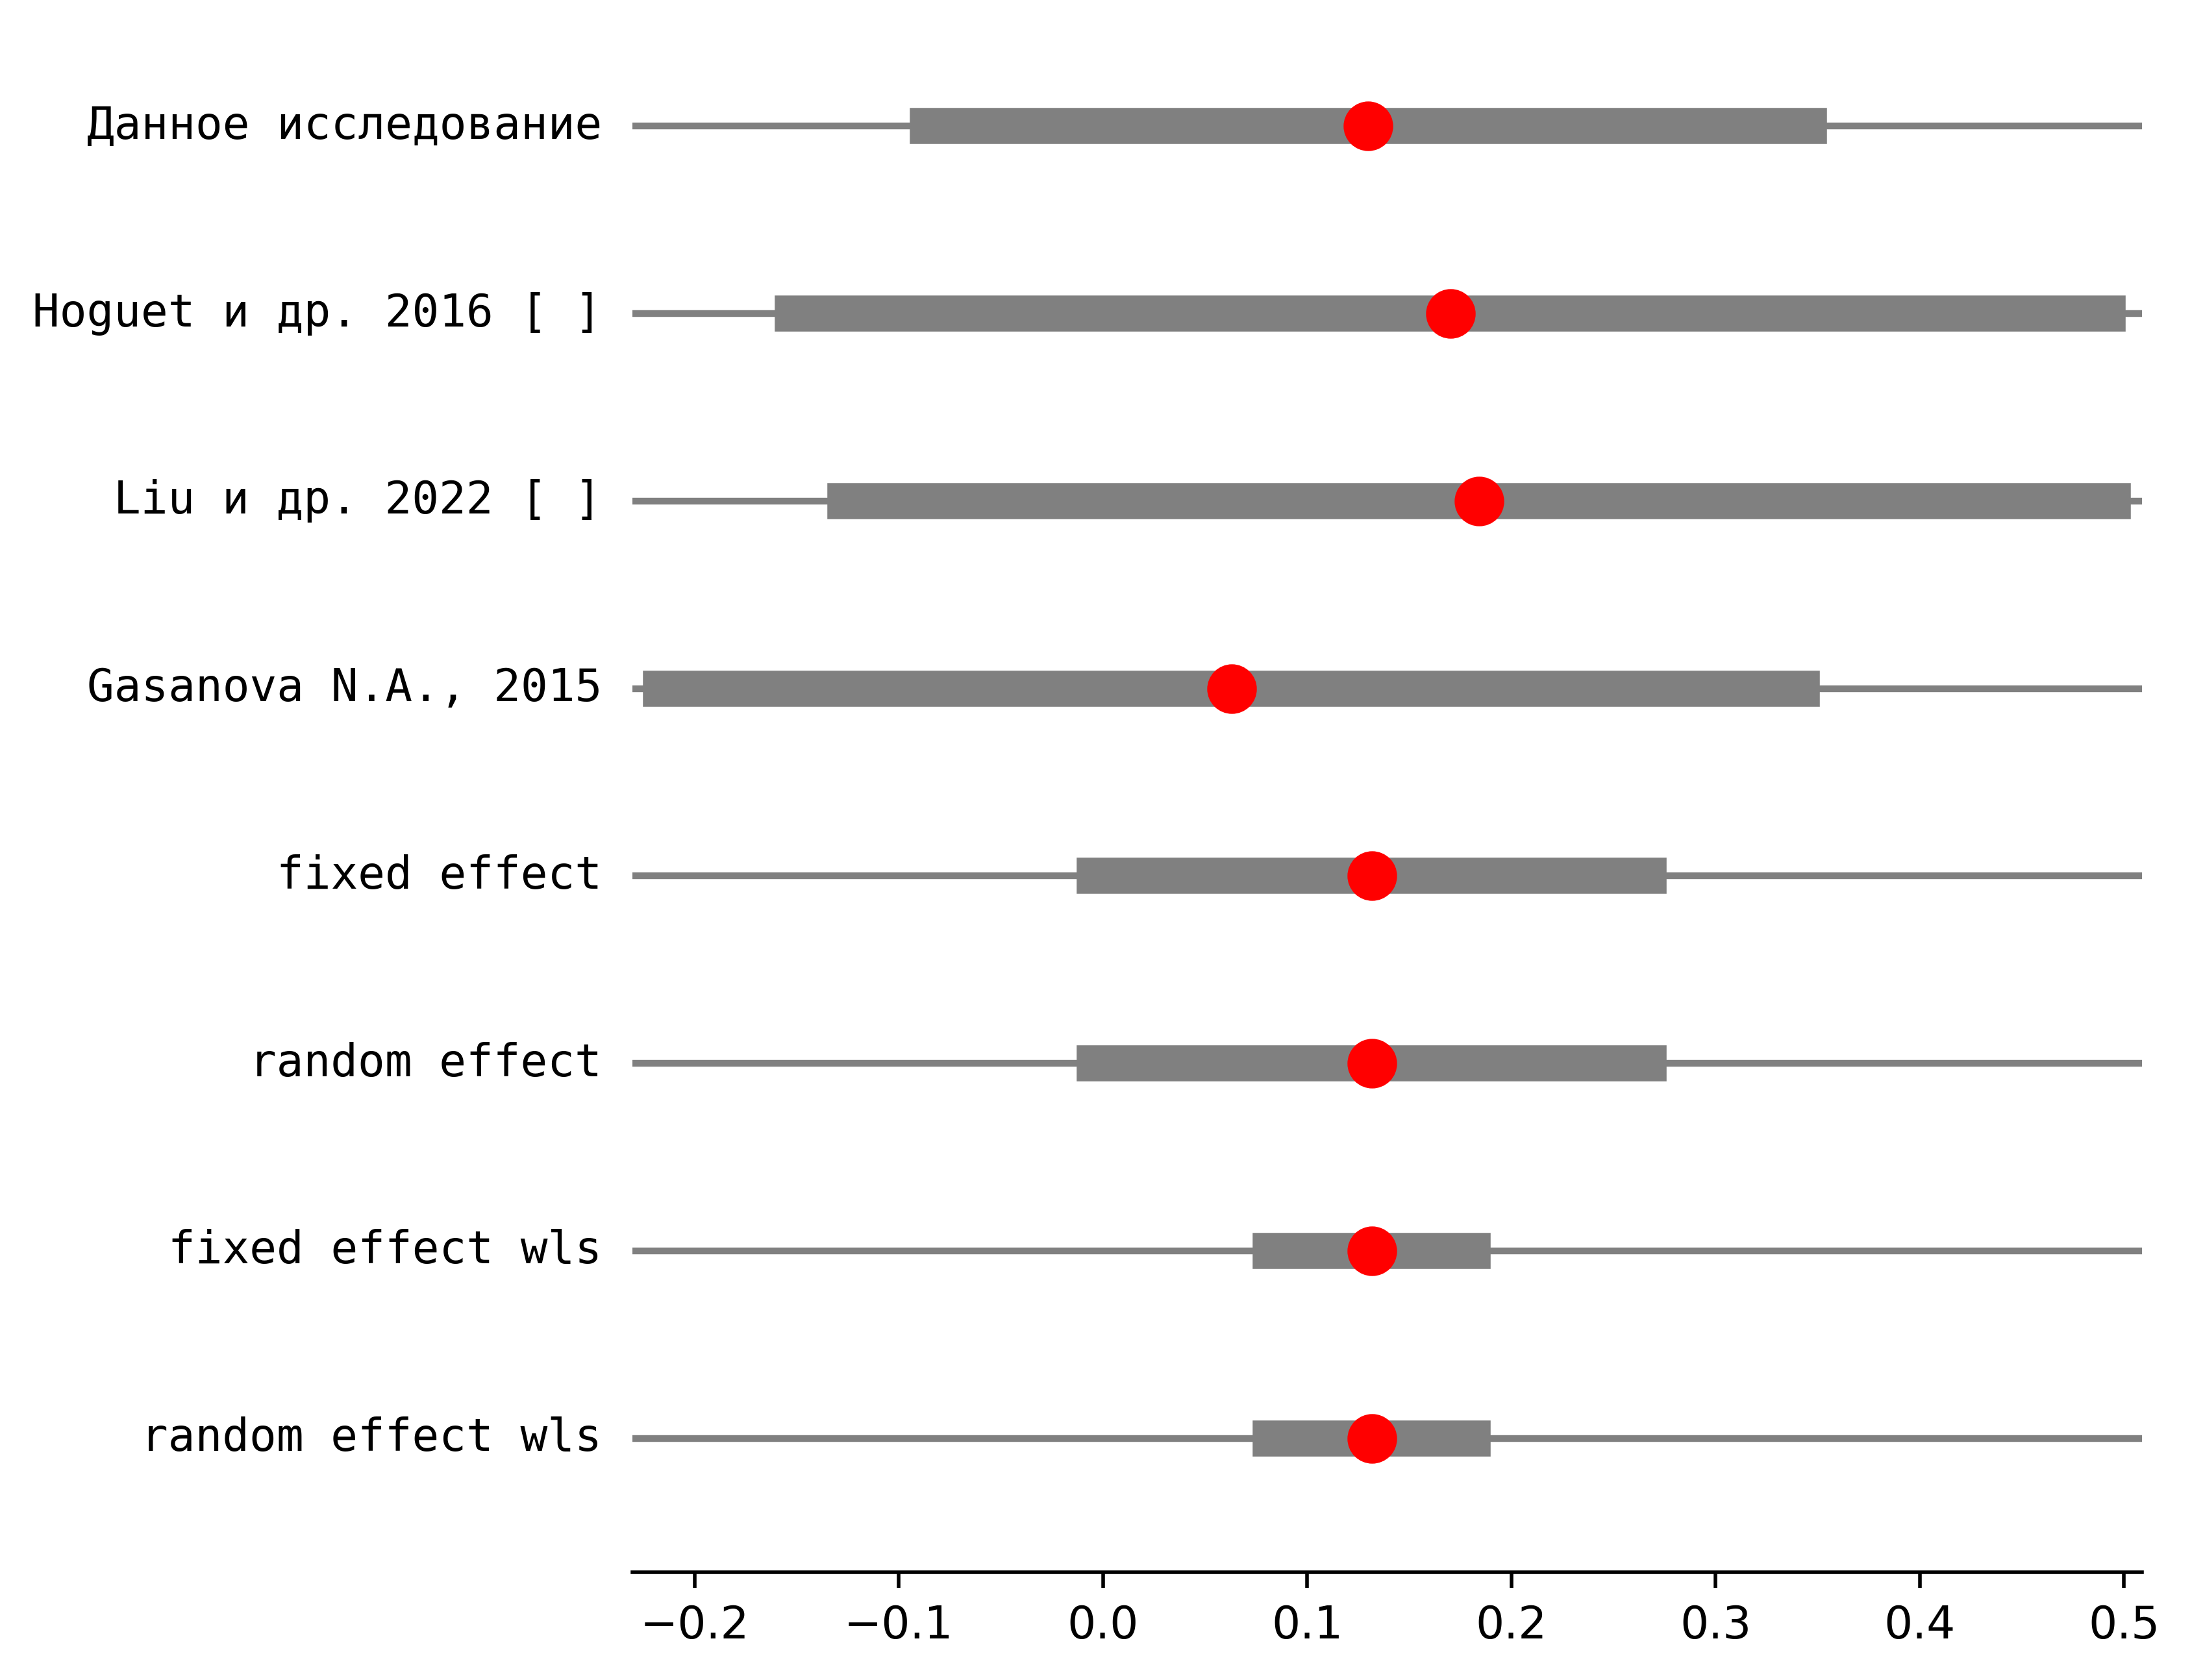 Данное исследование
Hoguet и др. 2016 [ ]
Liu и др. 2022 [ ]
Gasanova N.A., 2015
fixed effect
random effect
fixed effect wls
random effect wls
−0.2 −0.1 0.0 0.1 0.2 0.3 0.4 0.5